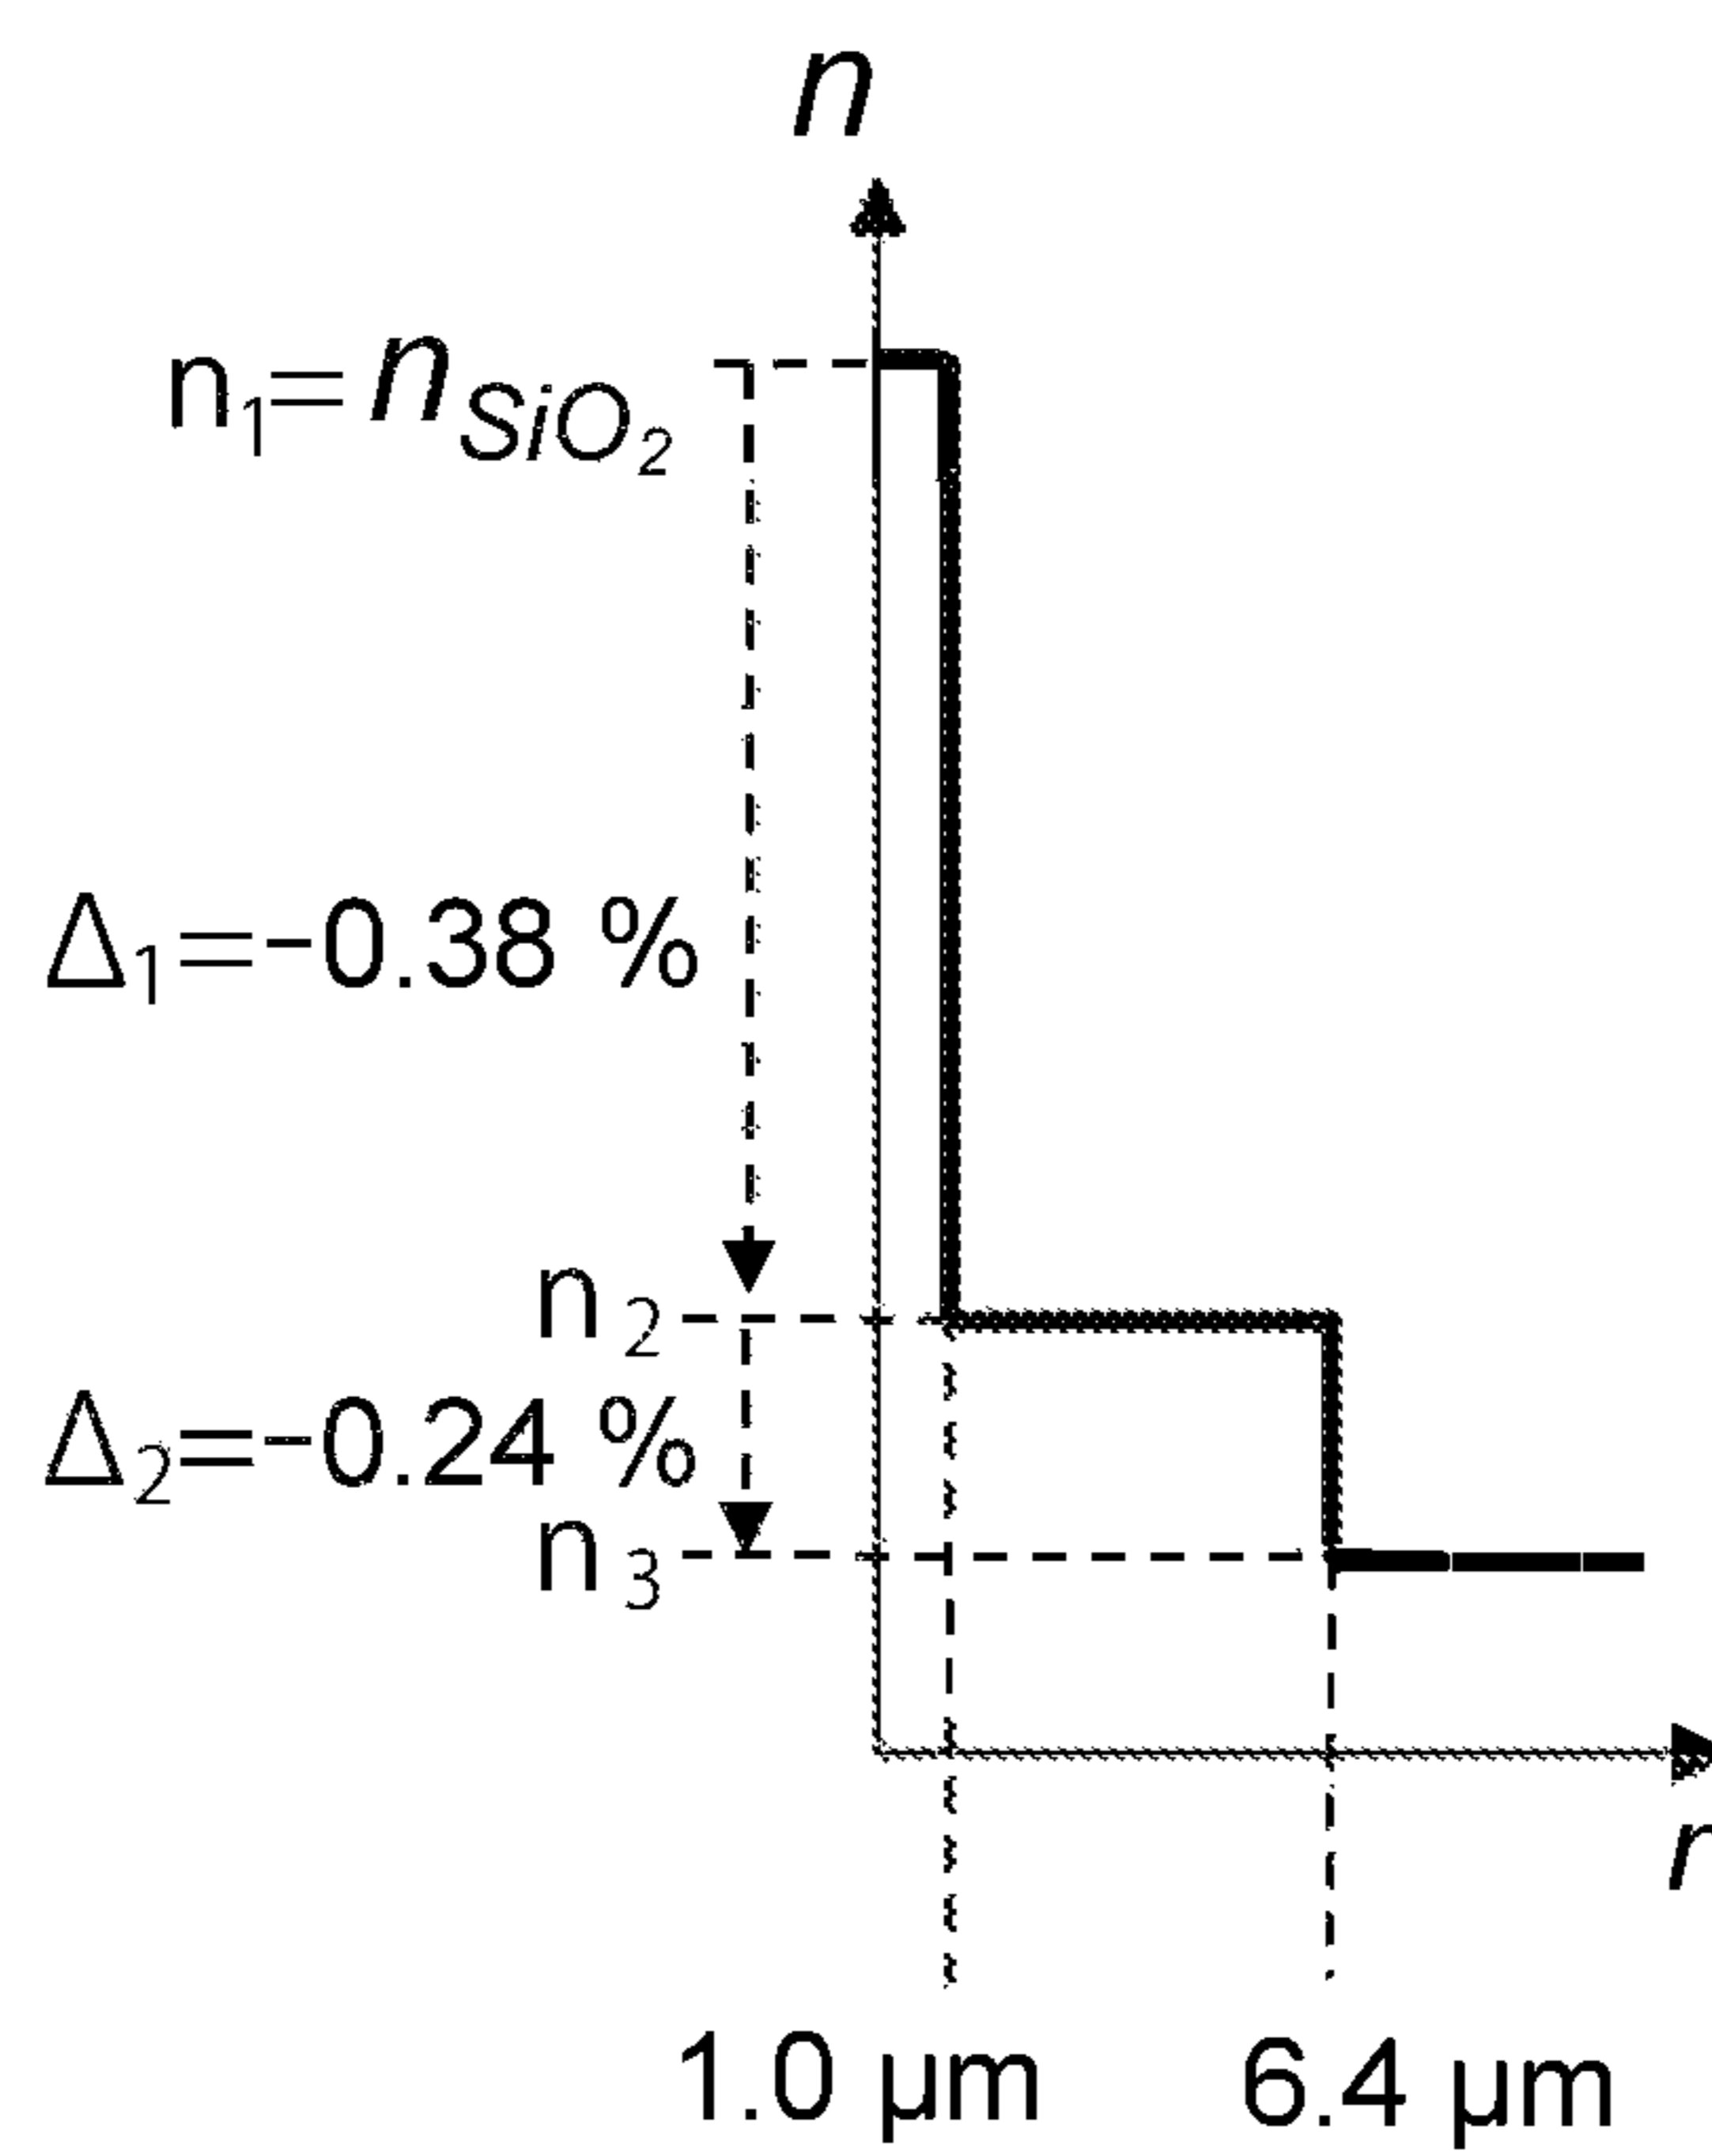 n
n₁=nSiO₂
Δ₁=-0.38 %
n₂
Δ₂=-0.24 %
n₃
r
1.0 µm 6.4 µm